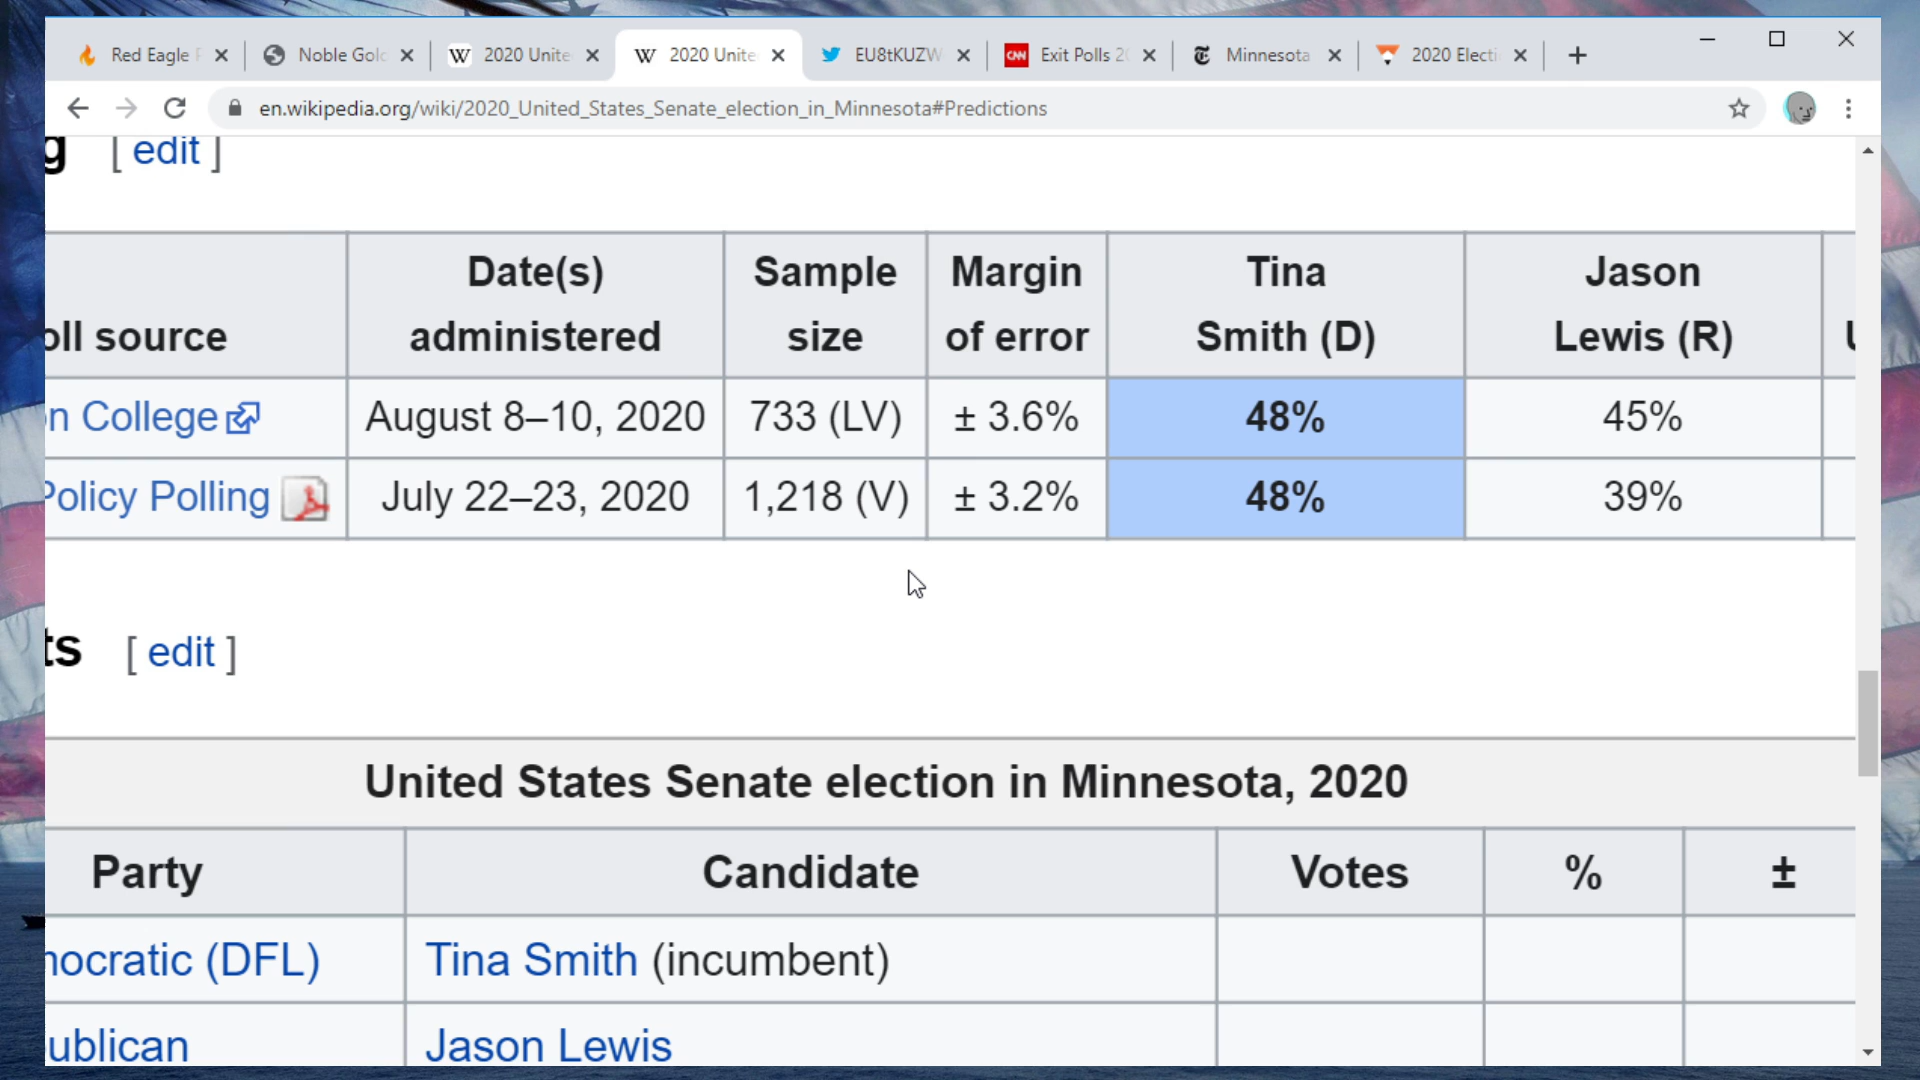 Red Eagle
Noble Gold
2020 Unite
2020 Unite
EU8tKUZW
CNN
Exit Polls 2
Minnesota
2020 Electi
en.wikipedia.org/wiki/2020_United_States_Senate_election_in_Minnesota#Predictions
g [ edit ]
oll source
Date(s) administered
Sample size
Margin of error
Tina Smith (D)
Jason Lewis (R)
n College August 8–10, 2020 733 (LV) ± 3.6% 48% 45%
Policy Polling July 22–23, 2020 1,218 (V) ± 3.2% 48% 39%
ts [ edit ]
United States Senate election in Minnesota, 2020
Party Candidate Votes % ±
mocratic (DFL) Tina Smith (incumbent)
ublican Jason Lewis